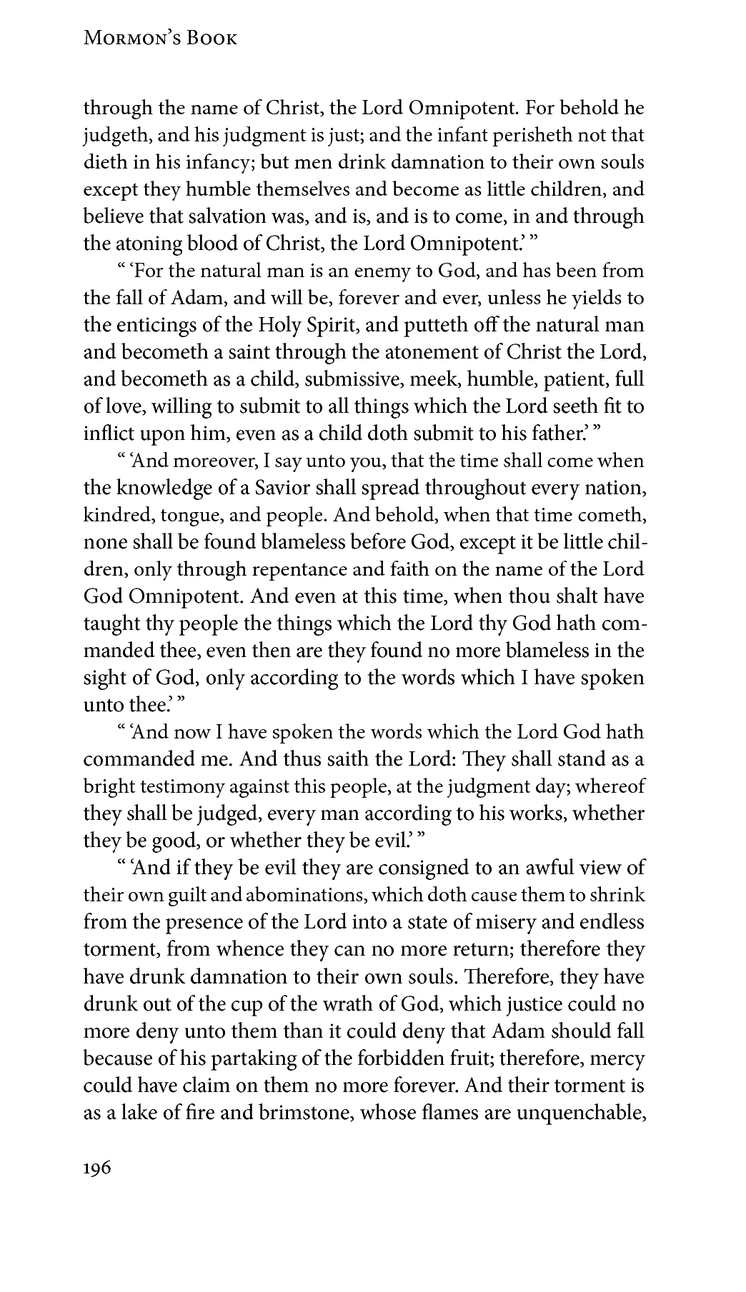 Mormon’s Book
through the name of Christ, the Lord Omnipotent. For behold he
judgeth, and his judgment is just; and the infant perisheth not that
dieth in his infancy; but men drink damnation to their own souls
except they humble themselves and become as little children, and
believe that salvation was, and is, and is to come, in and through
the atoning blood of Christ, the Lord Omnipotent.’ ”
“ ‘For the natural man is an enemy to God, and has been from
the fall of Adam, and will be, forever and ever, unless he yields to
the enticings of the Holy Spirit, and putteth off the natural man
and becometh a saint through the atonement of Christ the Lord,
and becometh as a child, submissive, meek, humble, patient, full
of love, willing to submit to all things which the Lord seeth fit to
inflict upon him, even as a child doth submit to his father.’ ”
“ ‘And moreover, I say unto you, that the time shall come when
the knowledge of a Savior shall spread throughout every nation,
kindred, tongue, and people. And behold, when that time cometh,
none shall be found blameless before God, except it be little chil-
dren, only through repentance and faith on the name of the Lord
God Omnipotent. And even at this time, when thou shalt have
taught thy people the things which the Lord thy God hath com-
manded thee, even then are they found no more blameless in the
sight of God, only according to the words which I have spoken
unto thee.’ ”
“ ‘And now I have spoken the words which the Lord God hath
commanded me. And thus saith the Lord: They shall stand as a
bright testimony against this people, at the judgment day; whereof
they shall be judged, every man according to his works, whether
they be good, or whether they be evil.’ ”
“ ‘And if they be evil they are consigned to an awful view of
their own guilt and abominations, which doth cause them to shrink
from the presence of the Lord into a state of misery and endless
torment, from whence they can no more return; therefore they
have drunk damnation to their own souls. Therefore, they have
drunk out of the cup of the wrath of God, which justice could no
more deny unto them than it could deny that Adam should fall
because of his partaking of the forbidden fruit; therefore, mercy
could have claim on them no more forever. And their torment is
as a lake of fire and brimstone, whose flames are unquenchable,
196